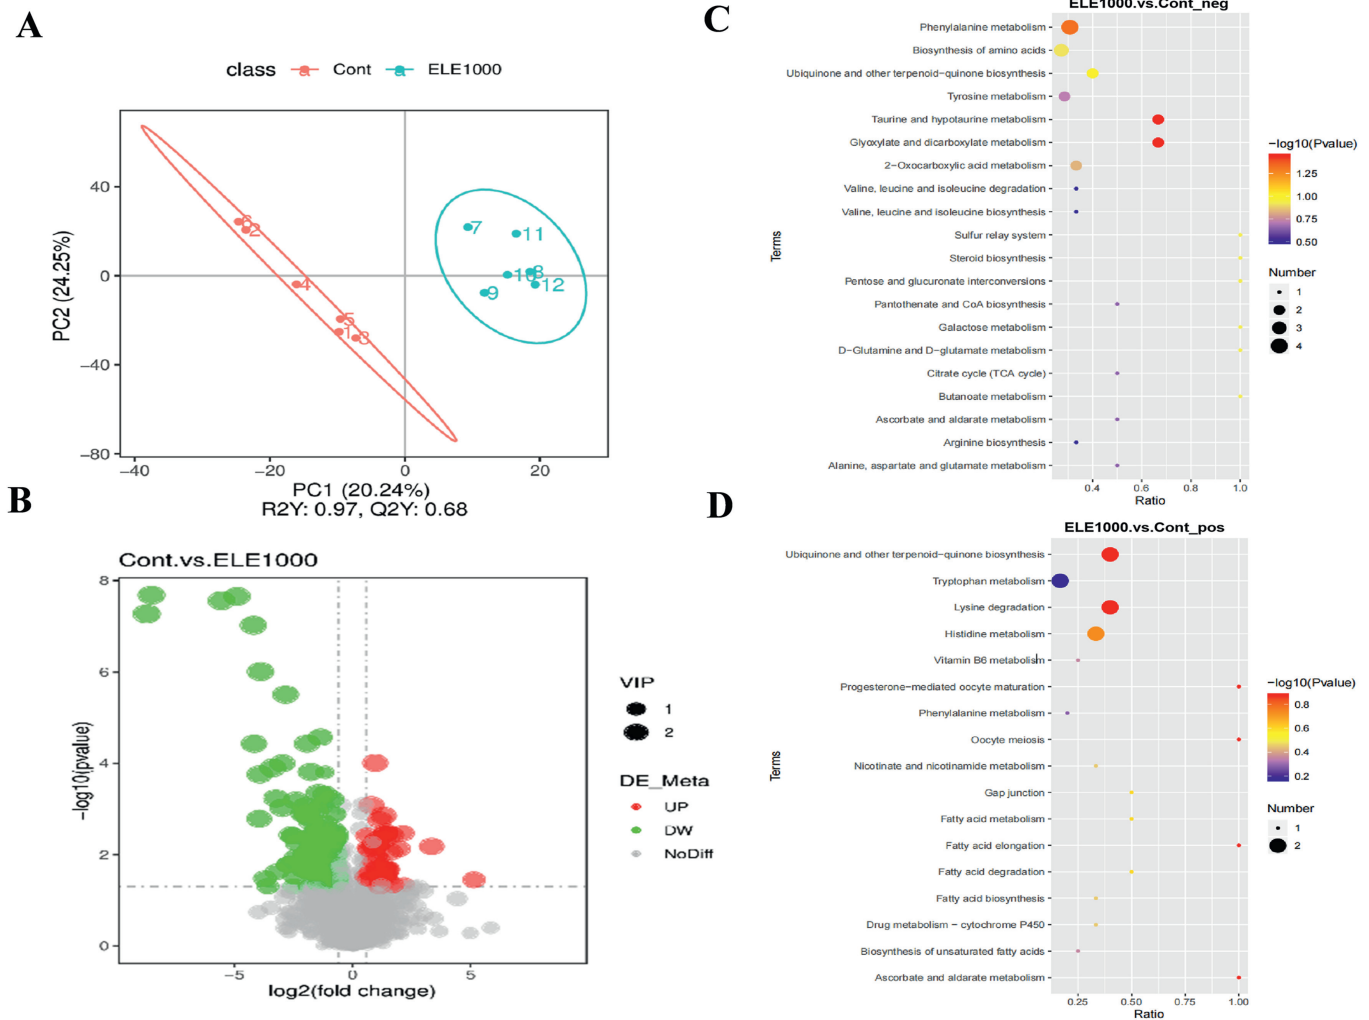 A
class Cont ELE1000
40
0
−40
−80
PC2 (24.25%)
7
11
10
8
12
9
2
4
5
1
3
−40 −20 0 20
PC1 (20.24%)
R2Y: 0.97, Q2Y: 0.68
B
Cont.vs.ELE1000
8
6
4
2
0
−log10(pvalue)
−5 0 5
log2(fold change)
VIP
1
2
DE_Meta
UP
DW
NoDiff
C
ELE1000.vs.Cont_neg
Phenylalanine metabolism
Biosynthesis of amino acids
Ubiquinone and other terpenoid−quinone biosynthesis
Tyrosine metabolism
Taurine and hypotaurine metabolism
Glyoxylate and dicarboxylate metabolism
2−Oxocarboxylic acid metabolism
Valine, leucine and isoleucine degradation
Valine, leucine and isoleucine biosynthesis
Sulfur relay system
Steroid biosynthesis
Pentose and glucuronate interconversions
Pantothenate and CoA biosynthesis
Galactose metabolism
D−Glutamine and D−glutamate metabolism
Citrate cycle (TCA cycle)
Butanoate metabolism
Ascorbate and aldarate metabolism
Arginine biosynthesis
Alanine, aspartate and glutamate metabolism
Terms
0.4 0.6 0.8 1.0
Ratio
−log10(Pvalue)
1.25
1.00
0.75
0.50
Number
1
2
3
4
D
ELE1000.vs.Cont_pos
Ubiquinone and other terpenoid−quinone biosynthesis
Tryptophan metabolism
Lysine degradation
Histidine metabolism
Vitamin B6 metabolism
Progesterone−mediated oocyte maturation
Phenylalanine metabolism
Oocyte meiosis
Nicotinate and nicotinamide metabolism
Gap junction
Fatty acid metabolism
Fatty acid elongation
Fatty acid degradation
Fatty acid biosynthesis
Drug metabolism − cytochrome P450
Biosynthesis of unsaturated fatty acids
Ascorbate and aldarate metabolism
Terms
0.25 0.50 0.75 1.00
Ratio
−log10(Pvalue)
0.8
0.6
0.4
0.2
Number
1
2